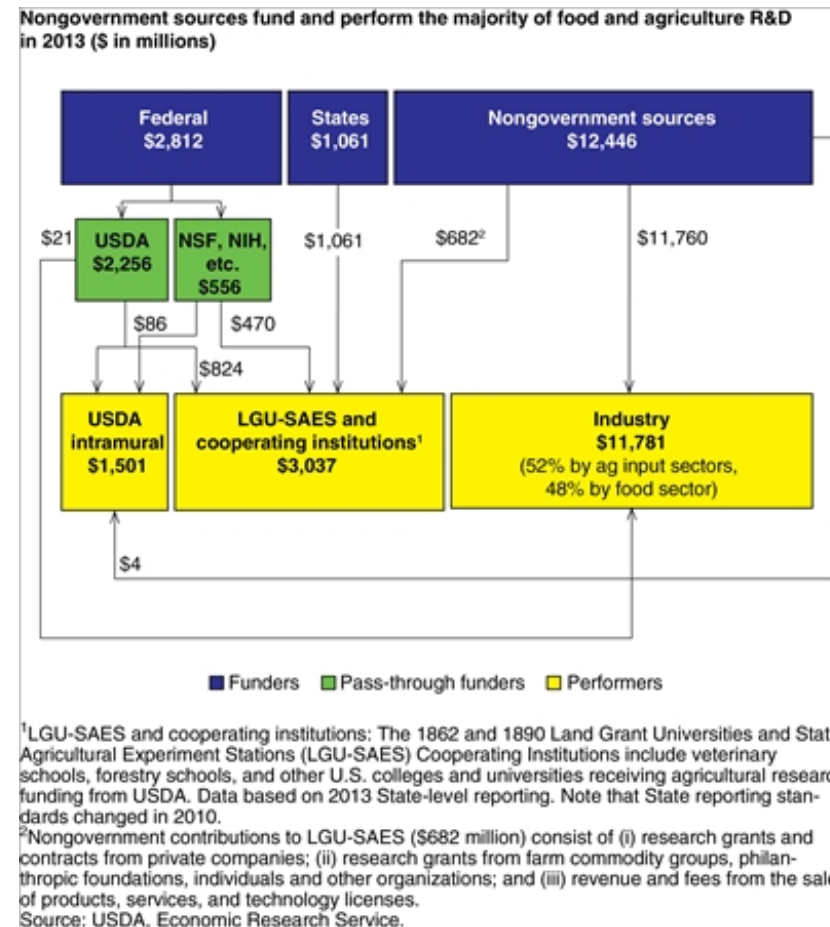 Nongovernment sources fund and perform the majority of food and agriculture R&D
in 2013 ($ in millions)
Federal
$2,812
States
$1,061
Nongovernment sources
$12,446
$21
USDA
$2,256
NSF, NIH,
etc.
$556
$1,061
$682²
$11,760
$86
$470
$824
USDA
intramural
$1,501
LGU-SAES and
cooperating institutions¹
$3,037
Industry
$11,781
(52% by ag input sectors,
48% by food sector)
$4
Funders
Pass-through funders
Performers
¹LGU-SAES and cooperating institutions: The 1862 and 1890 Land Grant Universities and Stat
Agricultural Experiment Stations (LGU-SAES) Cooperating Institutions include veterinary
schools, forestry schools, and other U.S. colleges and universities receiving agricultural researc
funding from USDA. Data based on 2013 State-level reporting. Note that State reporting stan-
dards changed in 2010.
²Nongovernment contributions to LGU-SAES ($682 million) consist of (i) research grants and
contracts from private companies; (ii) research grants from farm commodity groups, philan-
thropic foundations, individuals and other organizations; and (iii) revenue and fees from the sale
of products, services, and technology licenses.
Source: USDA, Economic Research Service.